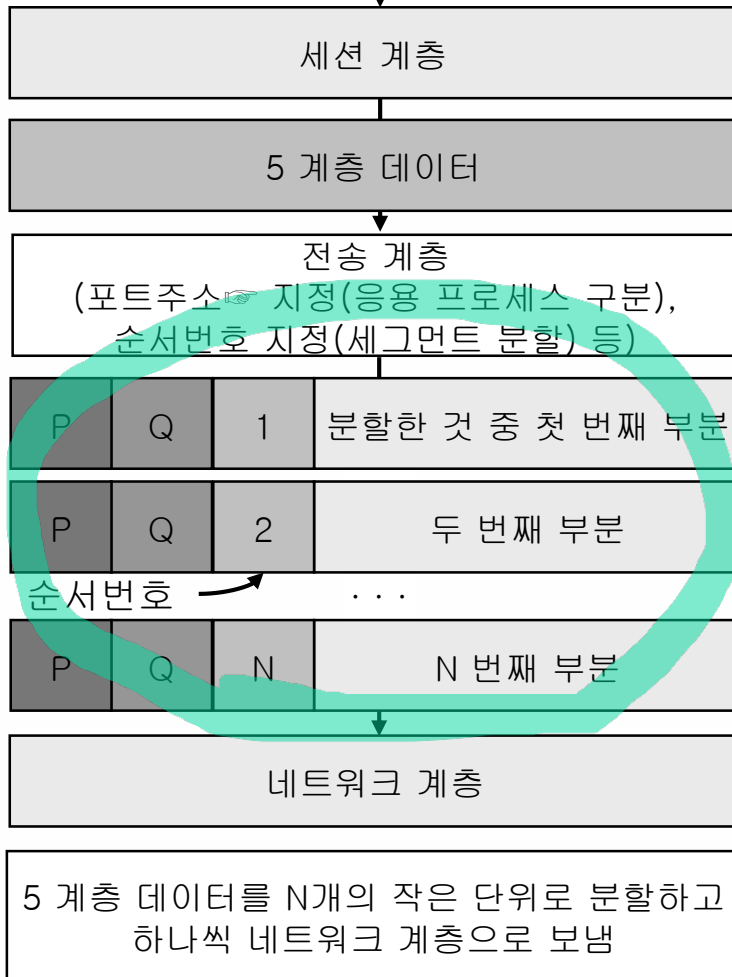 세션 계층
5 계층 데이터
전송 계층
(포트주소☞ 지정(응용 프로세스 구분),
순서번호 지정(세그먼트 분할) 등)
P Q 1 분할한 것 중 첫 번째 부분
P Q 2 두 번째 부분
순서번호 · · ·
P Q N N 번째 부분
네트워크 계층
5 계층 데이터를 N개의 작은 단위로 분할하고
하나씩 네트워크 계층으로 보냄